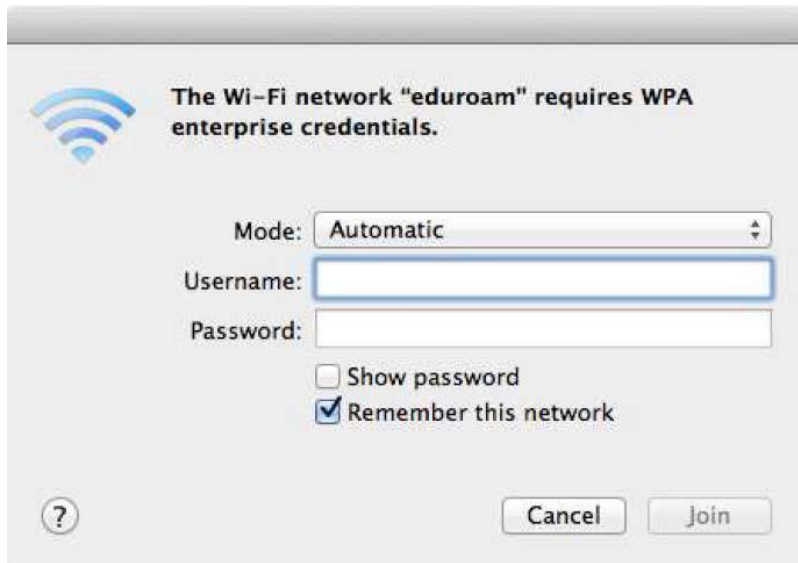 The Wi-Fi network “eduroam” requires WPA
enterprise credentials.
Mode: Automatic
Username:
Password:
Show password
Remember this network
? Cancel Join